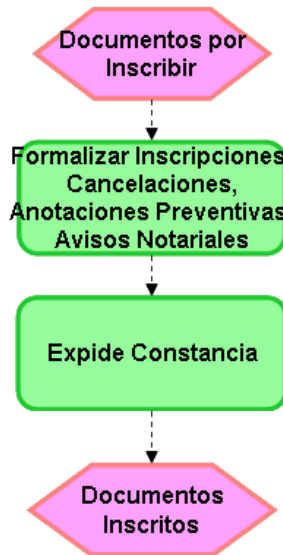 Documentos por
Inscribir
Formalizar Inscripciones
Cancelaciones,
Anotaciones Preventivas
Avisos Notariales
Expide Constancia
Documentos
Inscritos